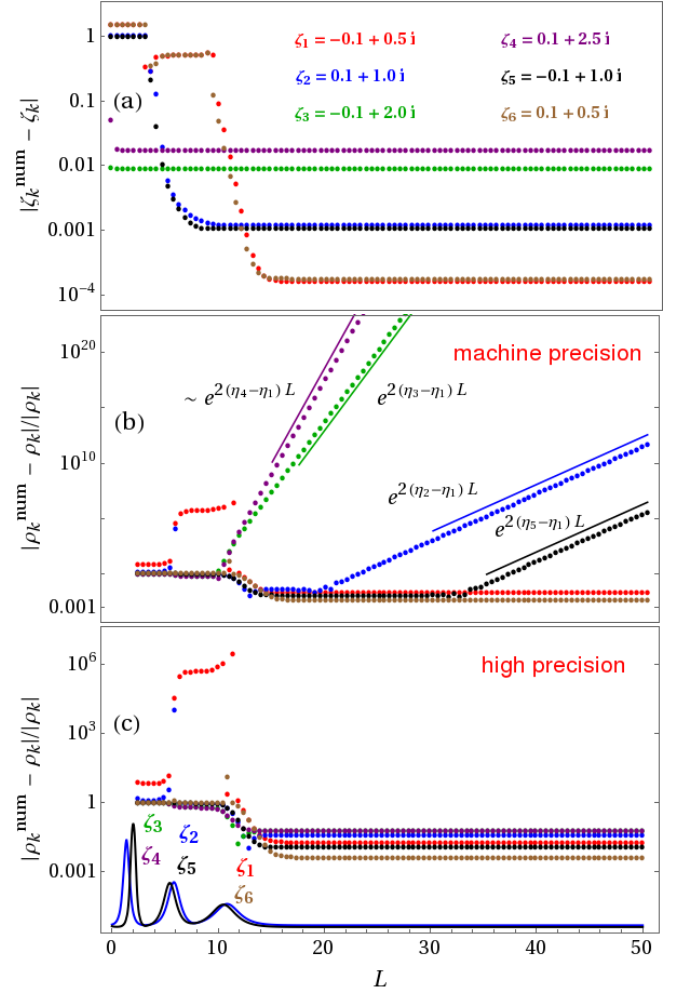 1
0.1
0.01
0.001
10⁻⁴
|ζₖⁿᵘᵐ − ζₖ|
(a)
ζ₁ = −0.1 + 0.5 i
ζ₄ = 0.1 + 2.5 i
ζ₂ = 0.1 + 1.0 i
ζ₅ = −0.1 + 1.0 i
ζ₃ = −0.1 + 2.0 i
ζ₆ = 0.1 + 0.5 i
10²⁰
10¹⁰
0.001
|ρₖⁿᵘᵐ − ρₖ|/|ρₖ|
machine precision
~ e^{2 (η₄−η₁) L}
e^{2 (η₃−η₁) L}
(b)
e^{2 (η₂−η₁) L}
e^{2 (η₅−η₁) L}
10⁶
10³
1
0.001
|ρₖⁿᵘᵐ − ρₖ|/|ρₖ|
high precision
(c)
ζ₃ ζ₂
ζ₄ ζ₅ ζ₁
ζ₆
0 10 20 30 40 50
L